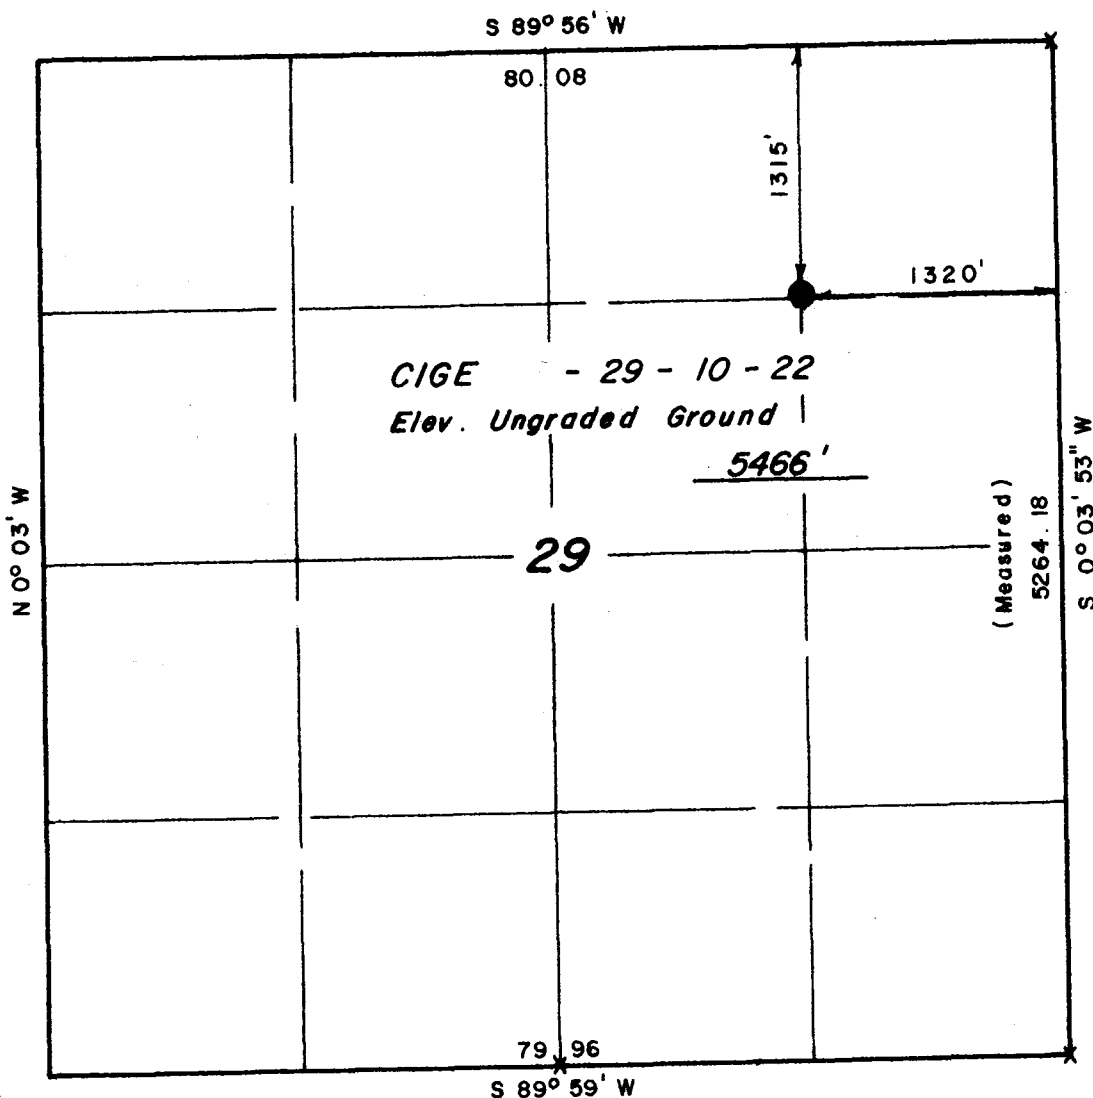 S 89° 56' W
80.08
1315'
1320'
CIGE - 29 - 10 - 22
Elev. Ungraded Ground
5466'
N 0° 03' W
29
(Measured)
5264.18
S 0° 03' 53" W
79.96
S 89° 59' W